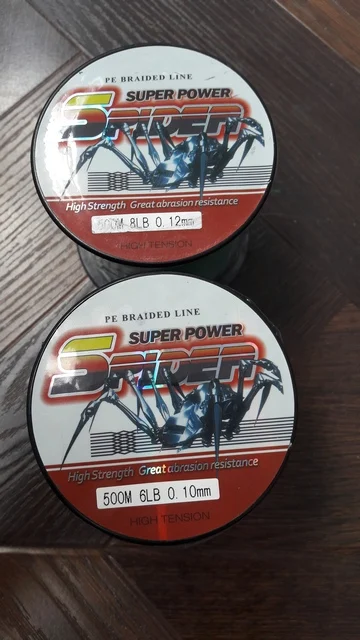 PE BRAIDED LINE
SUPER POWER
SPIDER
High Strength Great abrasion resistance
500M 8LB 0.12mm
HIGH TENSION
PE BRAIDED LINE
SUPER POWER
SPIDER
High Strength Great abrasion resistance
500M 6LB 0.10mm
HIGH TENSION